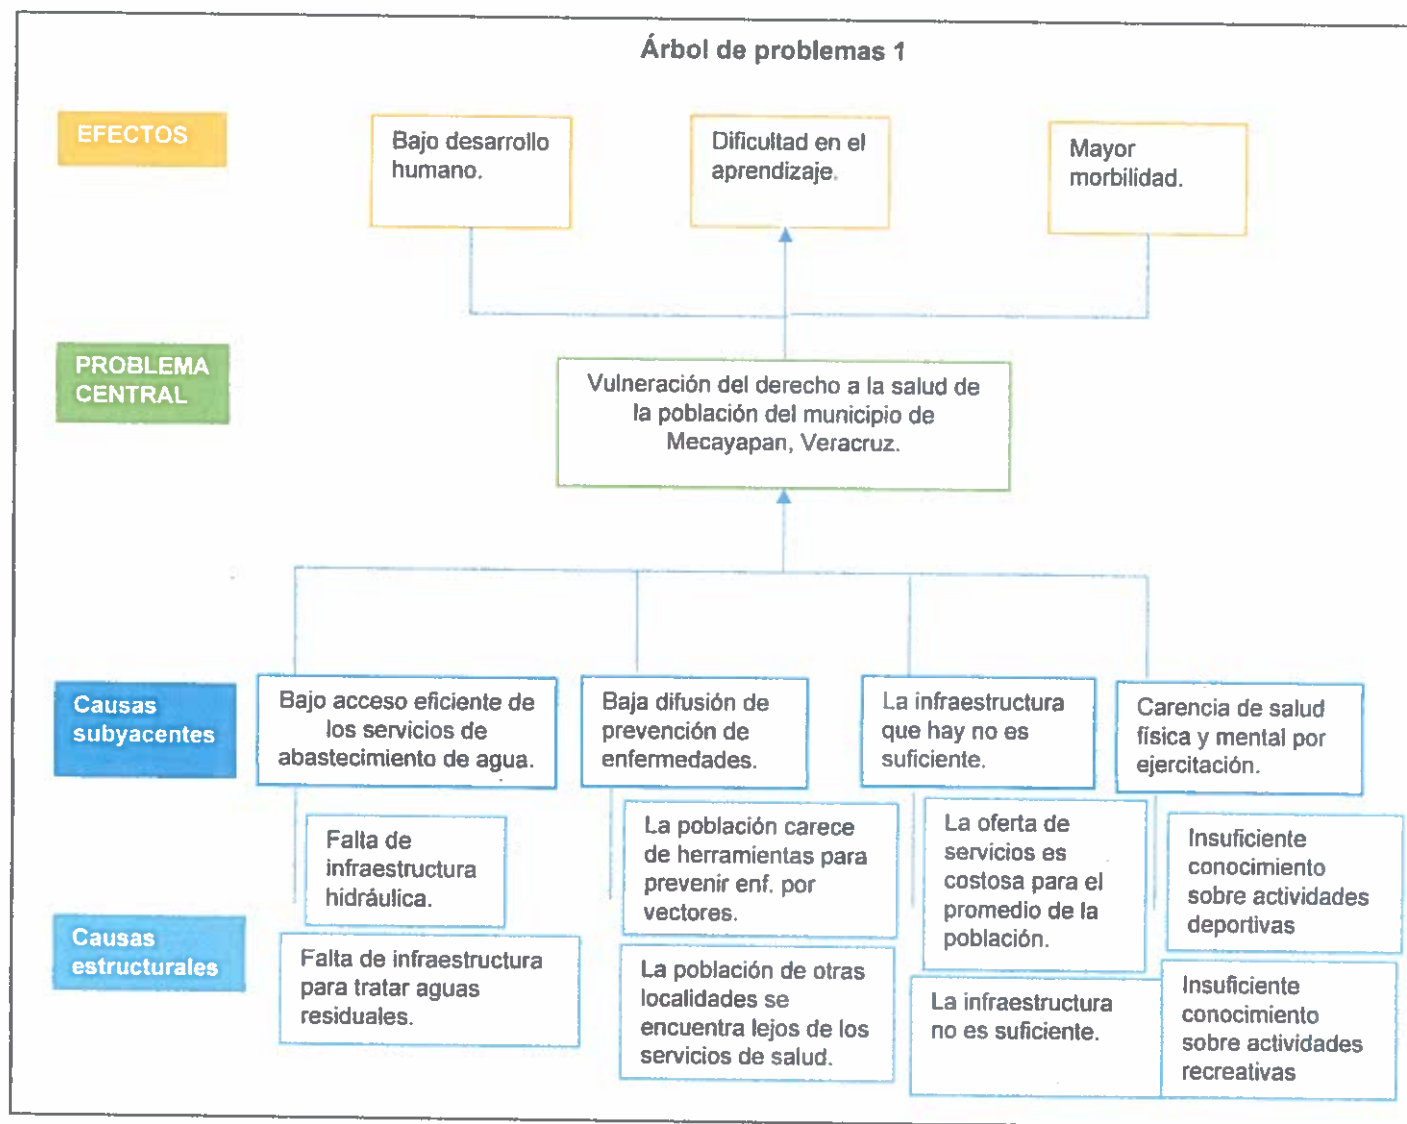 Árbol de problemas 1
EFECTOS
Bajo desarrollo
humano.
Dificultad en el
aprendizaje.
Mayor
morbilidad.
PROBLEMA
CENTRAL
Vulneración del derecho a la salud de
la población del municipio de
Mecayapan, Veracruz.
Causas
subyacentes
Bajo acceso eficiente de
los servicios de
abastecimiento de agua.
Baja difusión de
prevención de
enfermedades.
La infraestructura
que hay no es
suficiente.
Carencia de salud
física y mental por
ejercitación.
Causas
estructurales
Falta de
infraestructura
hidráulica.
La población carece
de herramientas para
prevenir enf. por
vectores.
La oferta de
servicios es
costosa para el
promedio de la
población.
Insuficiente
conocimiento
sobre actividades
deportivas
Falta de infraestructura
para tratar aguas
residuales.
La población de otras
localidades se
encuentra lejos de los
servicios de salud.
La infraestructura
no es suficiente.
Insuficiente
conocimiento
sobre actividades
recreativas